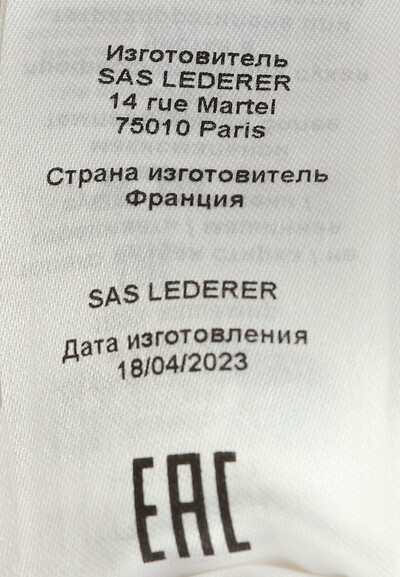 Изготовитель
SAS LEDERER
14 rue Martel
75010 Paris
Страна изготовитель
Франция
SAS LEDERER
Дата изготовления
18/04/2023
EAC